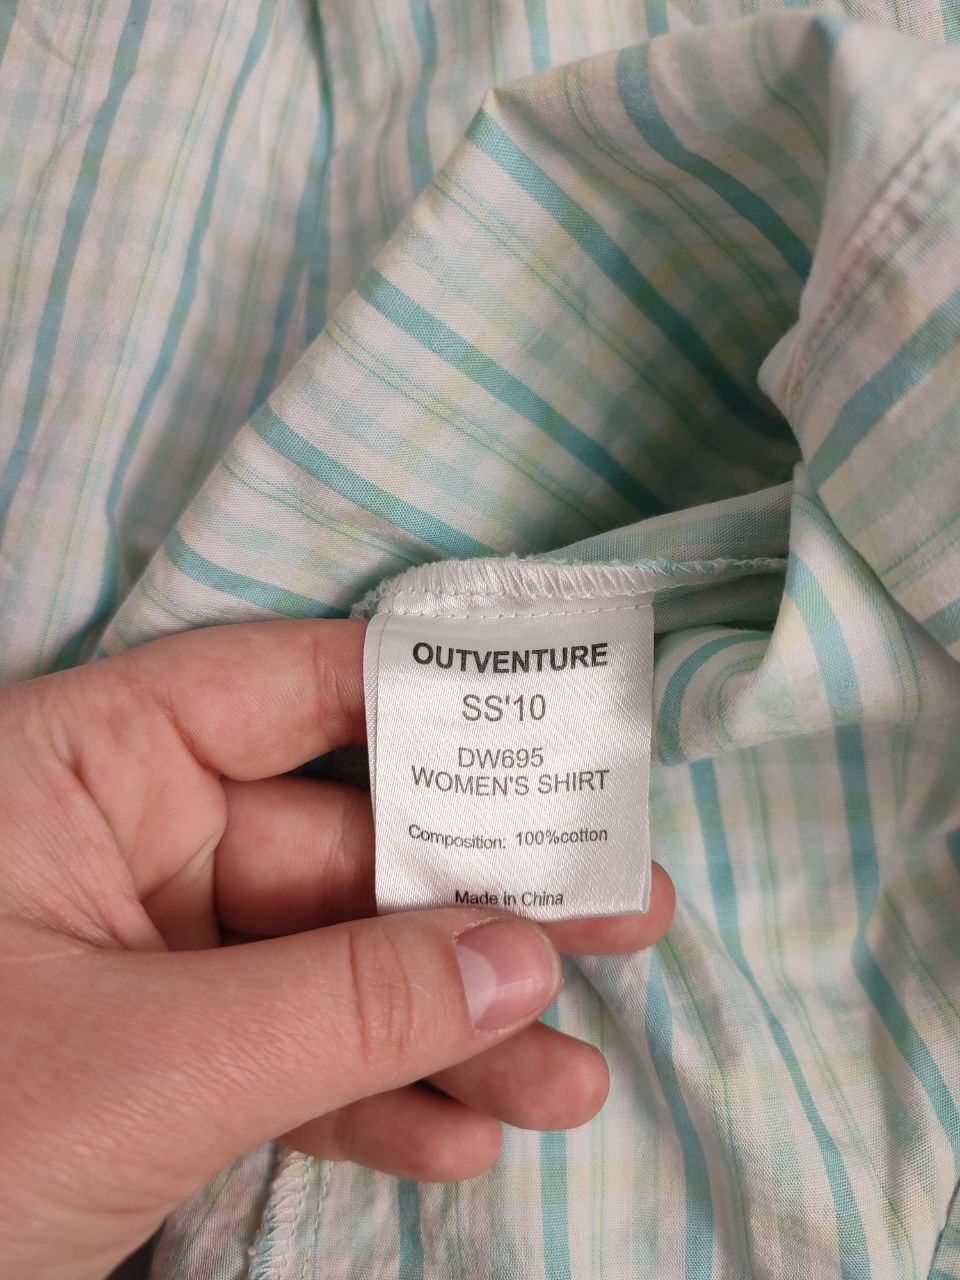 OUTVENTURE
SS'10
DW695
WOMEN'S SHIRT
Composition: 100%cotton
Made in China